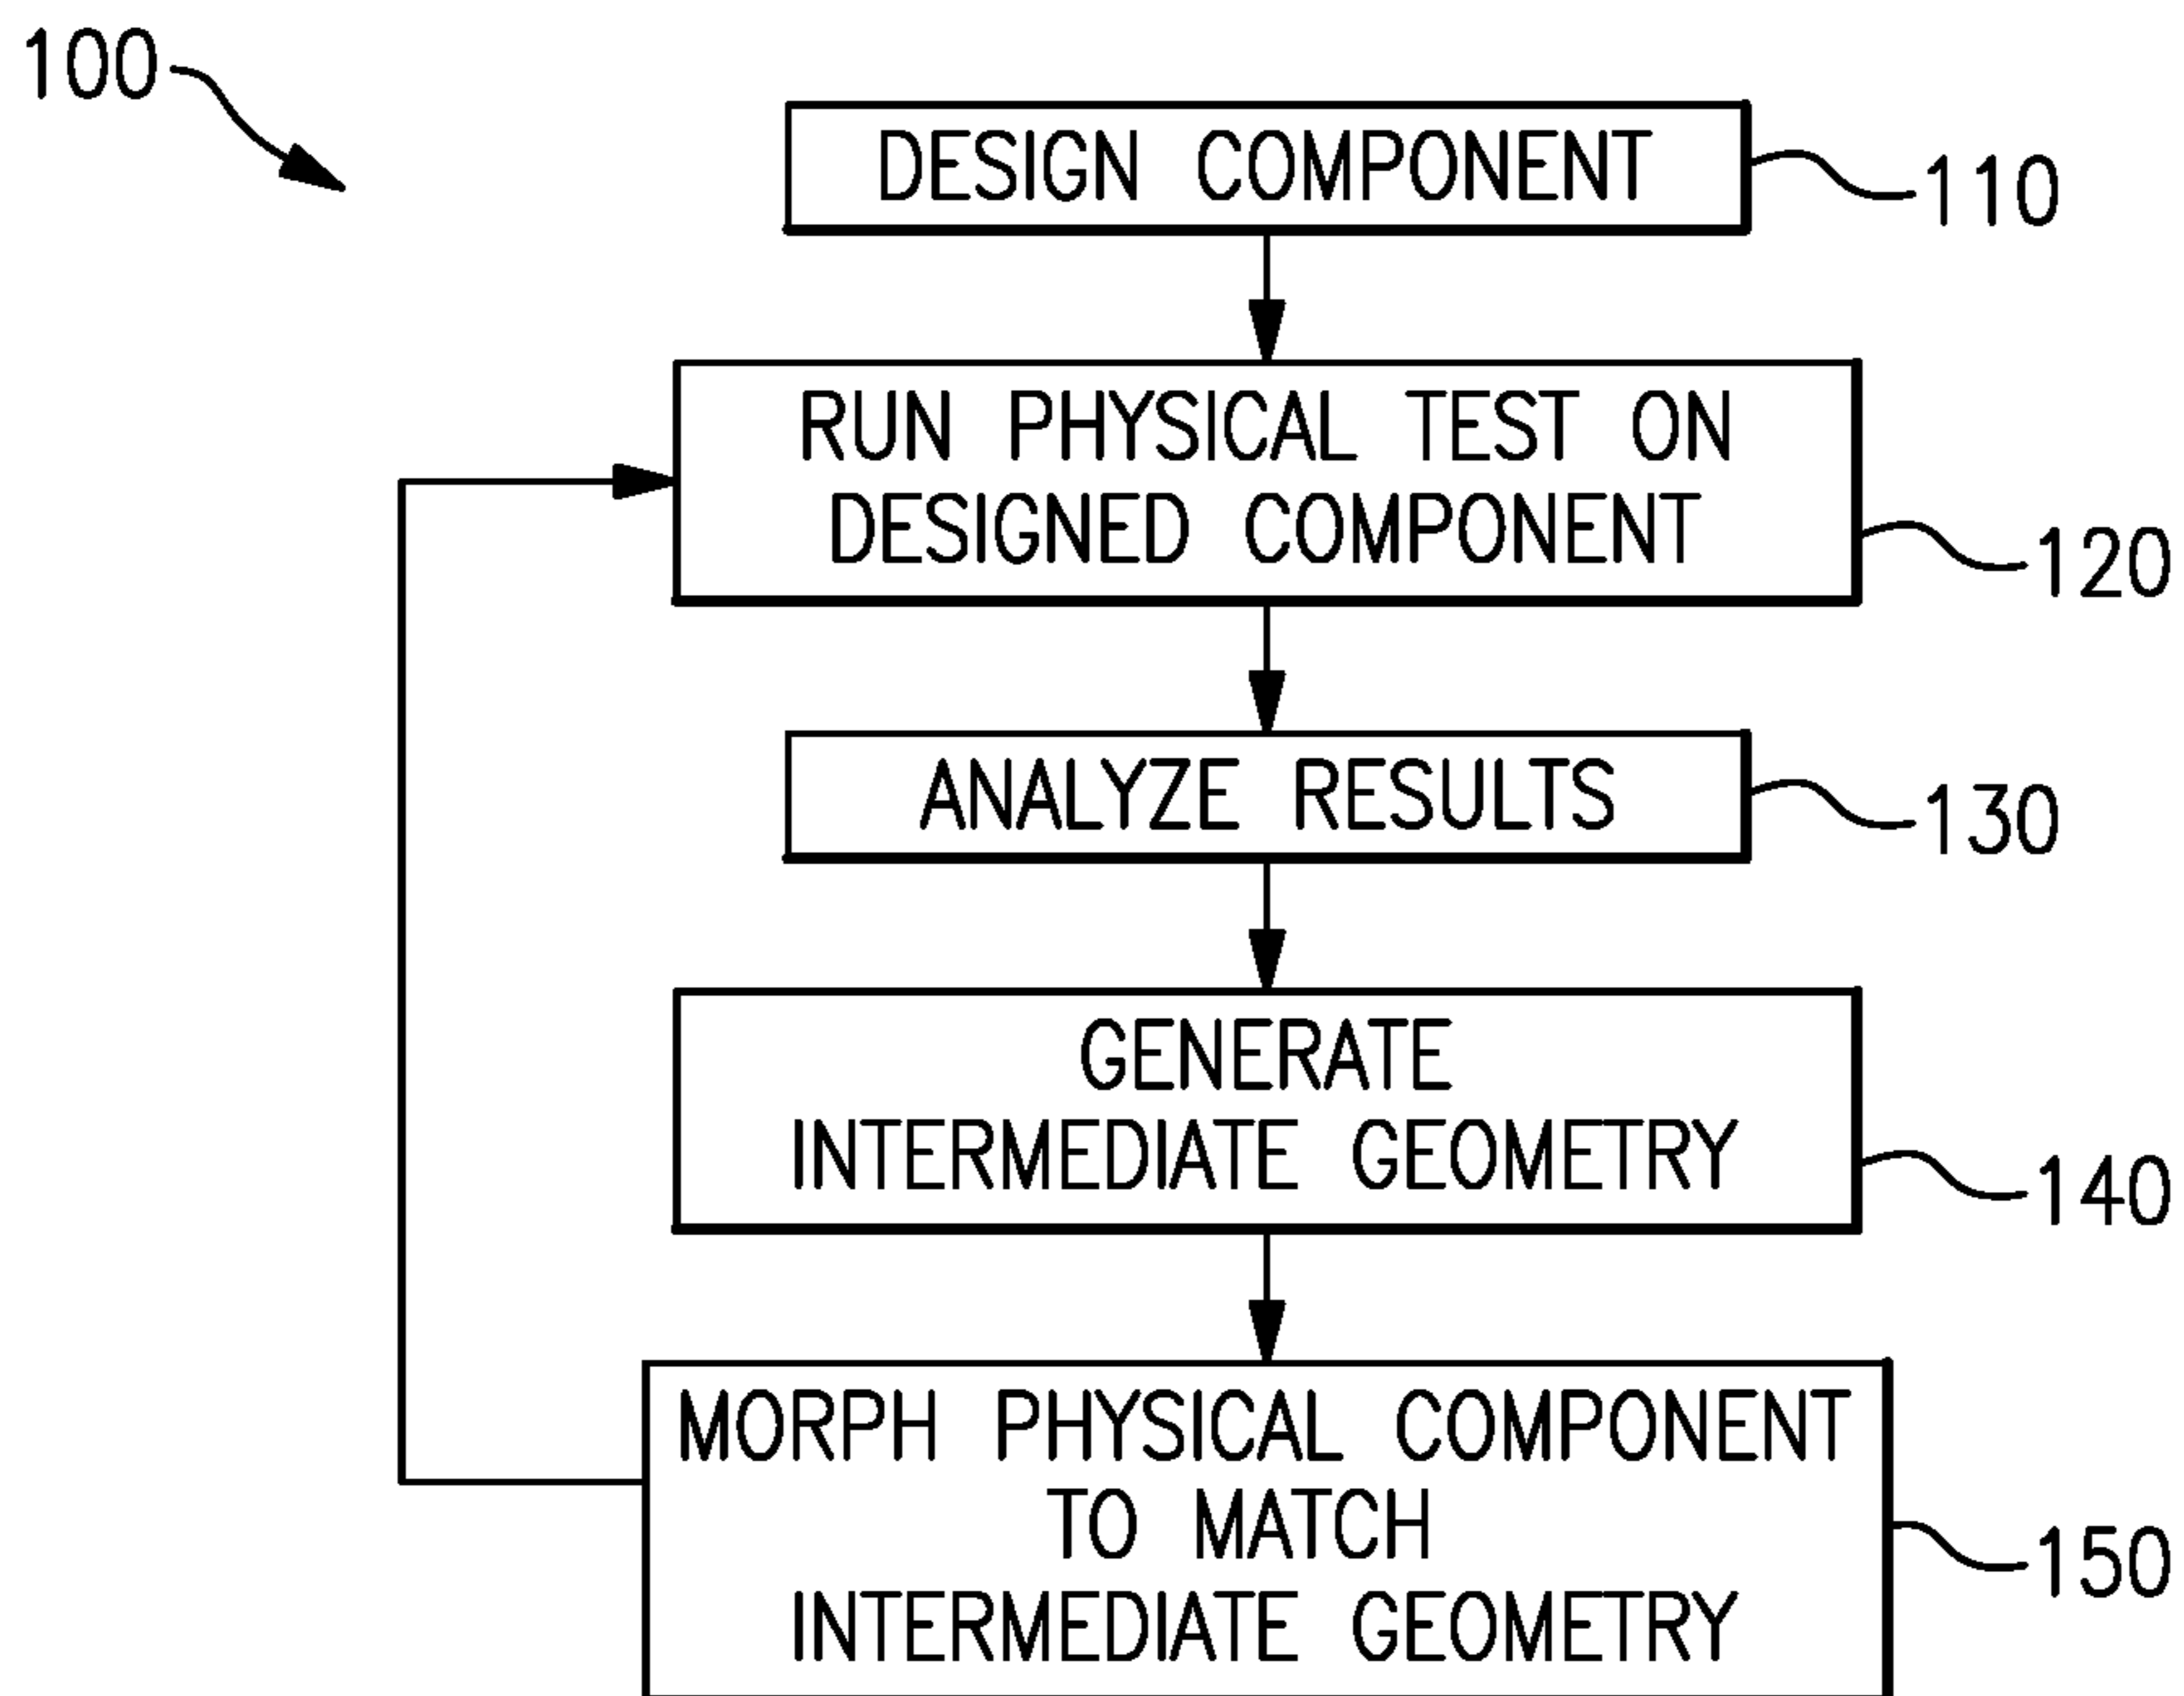 100
DESIGN COMPONENT
110
RUN PHYSICAL TEST ON
DESIGNED COMPONENT
120
ANALYZE RESULTS
130
GENERATE
INTERMEDIATE GEOMETRY
140
MORPH PHYSICAL COMPONENT
TO MATCH
INTERMEDIATE GEOMETRY
150